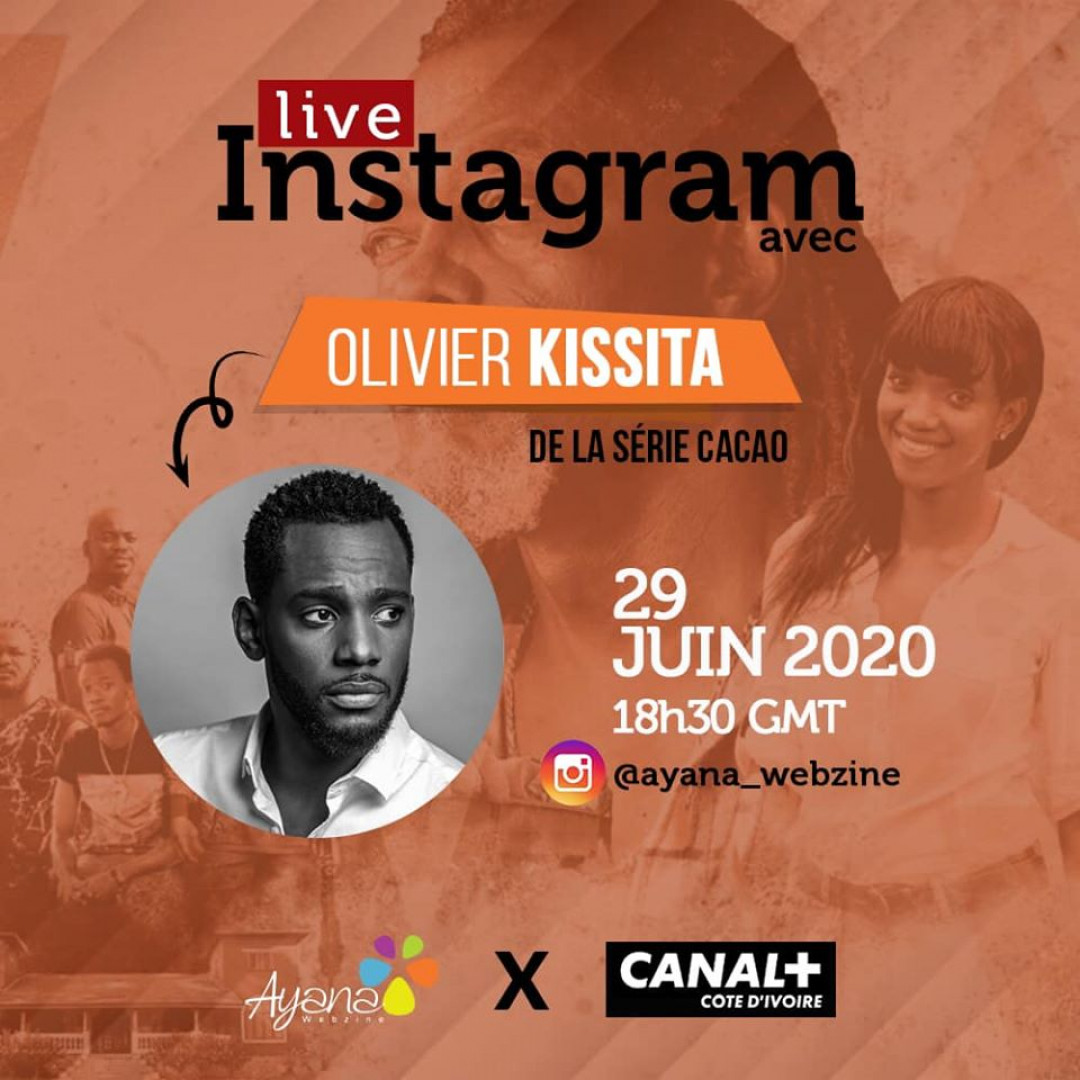 live
Instagram
avec
OLIVIER KISSITA
DE LA SÉRIE CACAO
29
JUIN 2020
18h30 GMT
@ayana_webzine
Ayana
Webzine
X
CANAL+
CÔTE D'IVOIRE